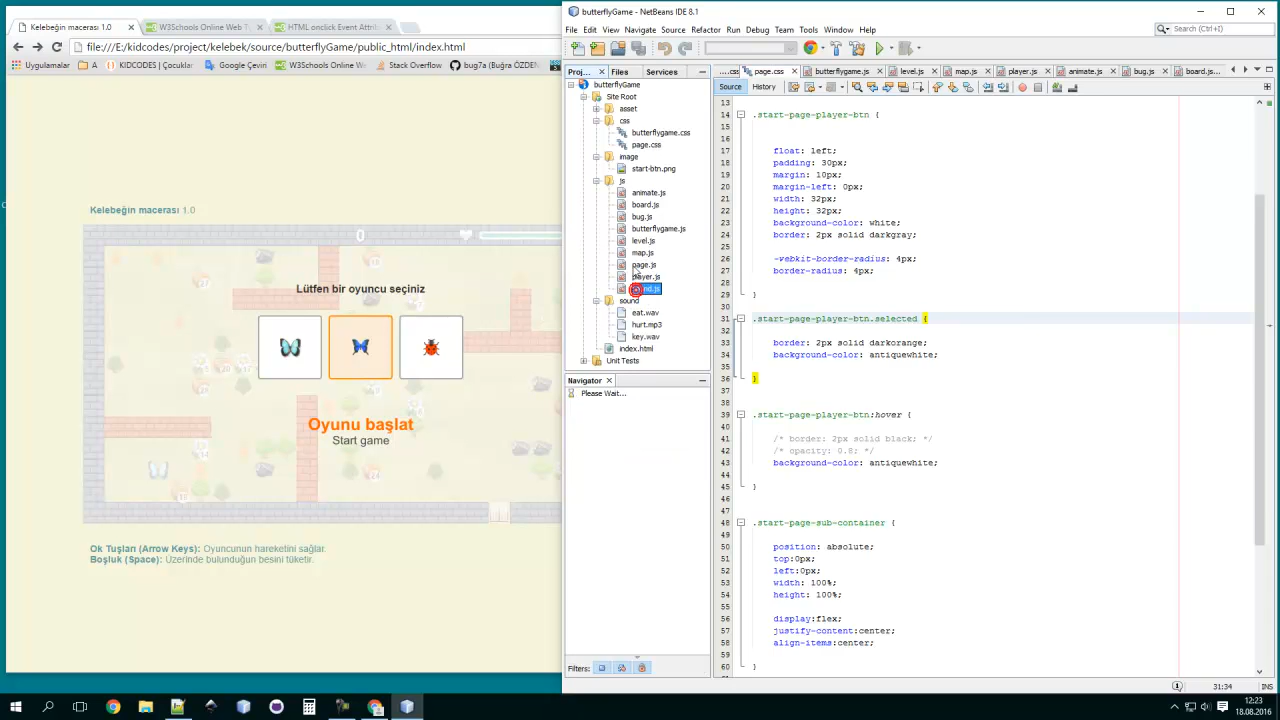 Kelebeğin macerası 1.0
W3Schools Online Web T
HTML onclick Event Attrib
file:///E:/kidcodes/project/kelebek/source/butterflyGame/public_html/index.html
Uygulamalar
A
KIDCODES | Çocuklar
Google Çeviri
W3Schools Online We
Stack Overflow
bug7a (Buğra ÖZDEN
Kelebeğin macerası 1.0
0
Lütfen bir oyuncu seçiniz
Oyunu başlat
Start game
Ok Tuşları (Arrow Keys): Oyuncunun hareketini sağlar.
Boşluk (Space): Üzerinde bulunduğun besini tüketir.
butterflyGame - NetBeans IDE 8.1
File Edit View Navigate Source Refactor Run Debug Team Tools Window Help
Search (Ctrl+I)
Proj... Files Services
butterflyGame
Site Root
asset
css
butterflygame.css
page.css
image
start-btn.png
js
animate.js
board.js
bug.js
butterflygame.js
level.js
map.js
page.js
player.js
sound
eat.wav
hurt.mp3
key.wav
index.html
Unit Tests
Navigator
Please Wait...
Filters:
....css page.css butterflygame.js level.js map.js player.js animate.js bug.js board.js...
Source History
13
14 .start-page-player-btn {
15
16
17 float: left;
18 padding: 30px;
19 margin: 10px;
20 margin-left: 0px;
21 width: 32px;
22 height: 32px;
23 background-color: white;
24 border: 2px solid darkgray;
25
26 -webkit-border-radius: 4px;
27 border-radius: 4px;
28
29 }
30
31 .start-page-player-btn.selected {
32
33 border: 2px solid darkorange;
34 background-color: antiquewhite;
35
36 }
37
38
39 .start-page-player-btn:hover {
40
41 /* border: 2px solid black; */
42 /* opacity: 0.8; */
43 background-color: antiquewhite;
44
45 }
46
47
48 .start-page-sub-container {
49
50 position: absolute;
51 top:0px;
52 left:0px;
53 width: 100%;
54 height: 100%;
55
56 display:flex;
57 justify-content:center;
58 align-items:center;
59
60 }
31:34 INS
12:23
18.08.2016